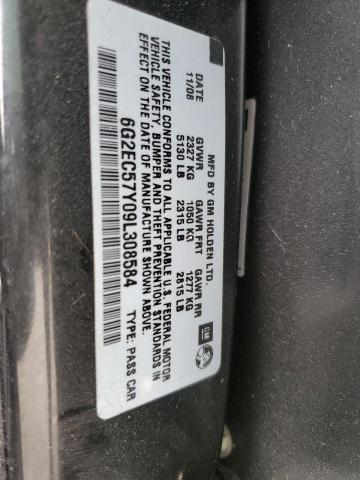 MFD BY GM HOLDEN LTD.
DATE GVWR GAWR FRT GAWR RR
11/08 2327 KG 1050 KG 1277 KG
5130 LB 2315 LB 2815 LB
THIS VEHICLE CONFORMS TO ALL APPLICABLE U.S. FEDERAL MOTOR
VEHICLE SAFETY, BUMPER AND THEFT PREVENTION STANDARDS IN
EFFECT ON THE DATE OF MANUFACTURE SHOWN ABOVE.
6G2EC57Y09L308584 TYPE: PASS CAR
GM